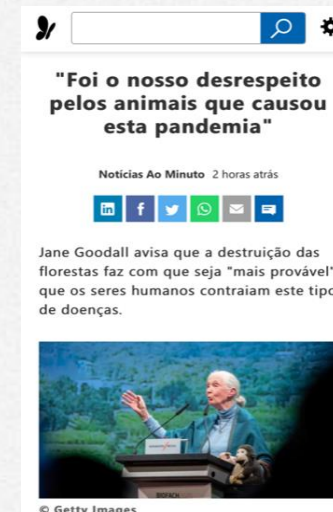 "Foi o nosso desrespeito
pelos animais que causou
esta pandemia"
Notícias Ao Minuto 2 horas atrás
Jane Goodall avisa que a destruição das
florestas faz com que seja "mais provável"
que os seres humanos contraiam este tipo
de doenças.
BIOFACH
© Getty Images